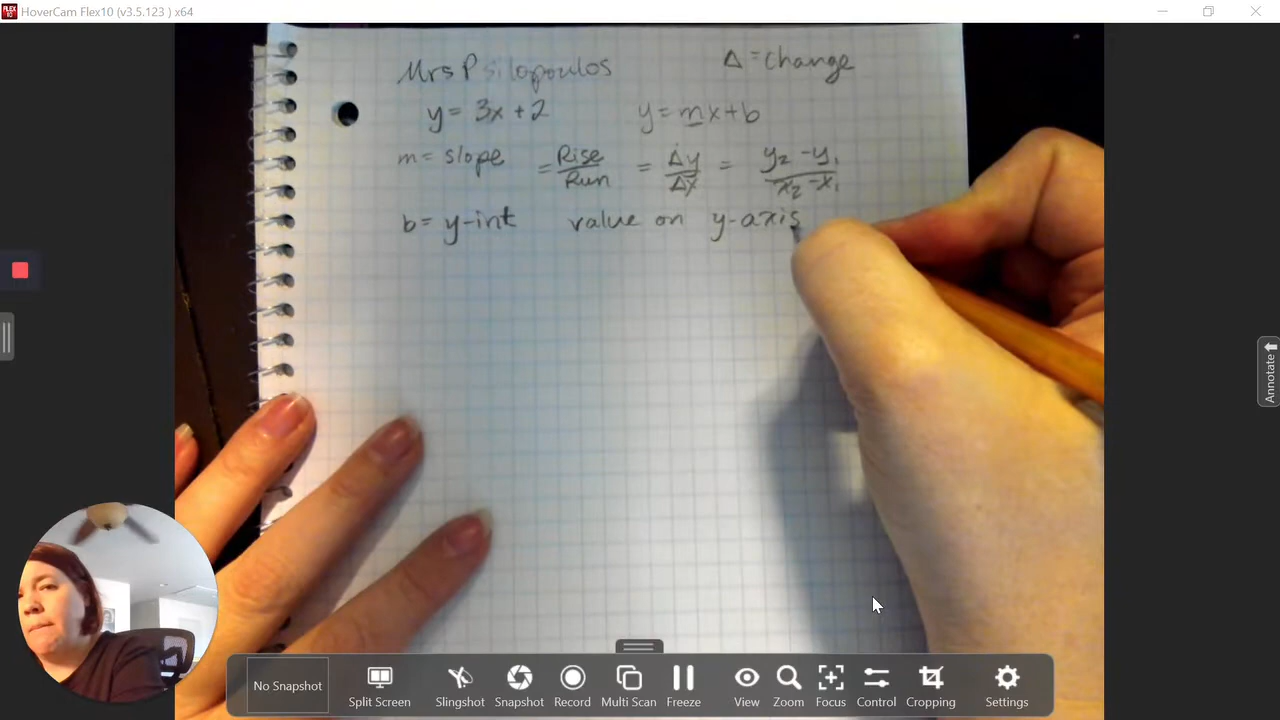 HoverCam Flex10 (v3.5.123 ) x64
Mrs Psilopoulos Δ = Change
y = 3x + 2 y = mx + b
m = slope = Rise/Run = Δy/Δx = y₂ - y₁/x₂ - x₁
b = y-int value on y-axis
Annotate
No Snapshot Split Screen Slingshot Snapshot Record Multi Scan Freeze View Zoom Focus Control Cropping Settings